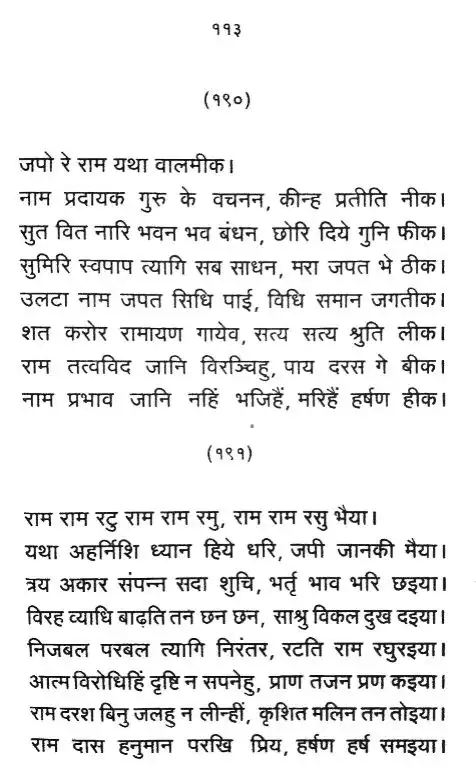 ११३
(१९०)
जपो रे राम यथा वालमीक।
नाम प्रदायक गुरु के वचनन, कीन्ह प्रतीति नीक।
सुत वित नारि भवन भव बंधन, छोरि दिये गुनि फीक।
सुमिरि स्वपाप त्यागि सब साधन, मरा जपत भे ठीक।
उलटा नाम जपत सिधि पाई, विधि समान जगतीक।
शत करोर रामायण गायेव, सत्य सत्य श्रुति लीक।
राम तत्वविद जानि विरञ्चिहु, पाय दरस गे बीक।
नाम प्रभाव जानि नहिं भजिहैं, मरिहैं हर्षण हीक।
(१९१)
राम राम रटु राम राम रमु, राम राम रसु भैया।
यथा अहर्निशि ध्यान हिये धरि, जपी जानकी मैया।
त्रय अकार संपन्न सदा शुचि, भर्तृ भाव भरि छइया।
विरह व्याधि बाढ़ति तन छन छन, साश्रु विकल दुख दइया।
निजबल परबल त्यागि निरंतर, रटति राम रघुरइया।
आत्म विरोधिहिं दृष्टि न सपनेहु, प्राण तजन प्रण कइया।
राम दरश बिनु जलहु न लीन्हीं, कृशित मलिन तन तोइया।
राम दास हनुमान परखि प्रिय, हर्षण हर्ष समइया।